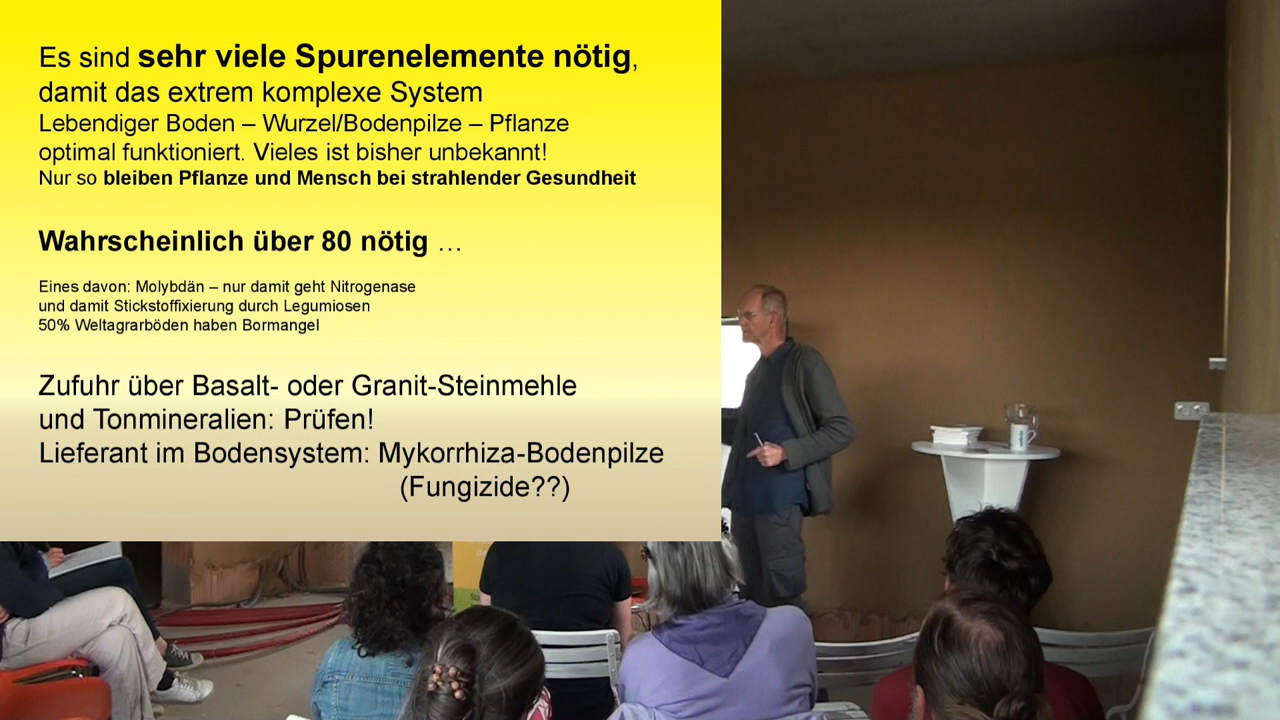 Es sind sehr viele Spurenelemente nötig,
damit das extrem komplexe System
Lebendiger Boden – Wurzel/Bodenpilze – Pflanze
optimal funktioniert. Vieles ist bisher unbekannt!
Nur so bleiben Pflanze und Mensch bei strahlender Gesundheit
Wahrscheinlich über 80 nötig …
Eines davon: Molybdän – nur damit geht Nitrogenase
und damit Stickstoffixierung durch Legumiosen
50% Weltagrarböden haben Bormangel
Zufuhr über Basalt- oder Granit-Steinmehle
und Tonmineralien: Prüfen!
Lieferant im Bodensystem: Mykorrhiza-Bodenpilze
(Fungizide??)